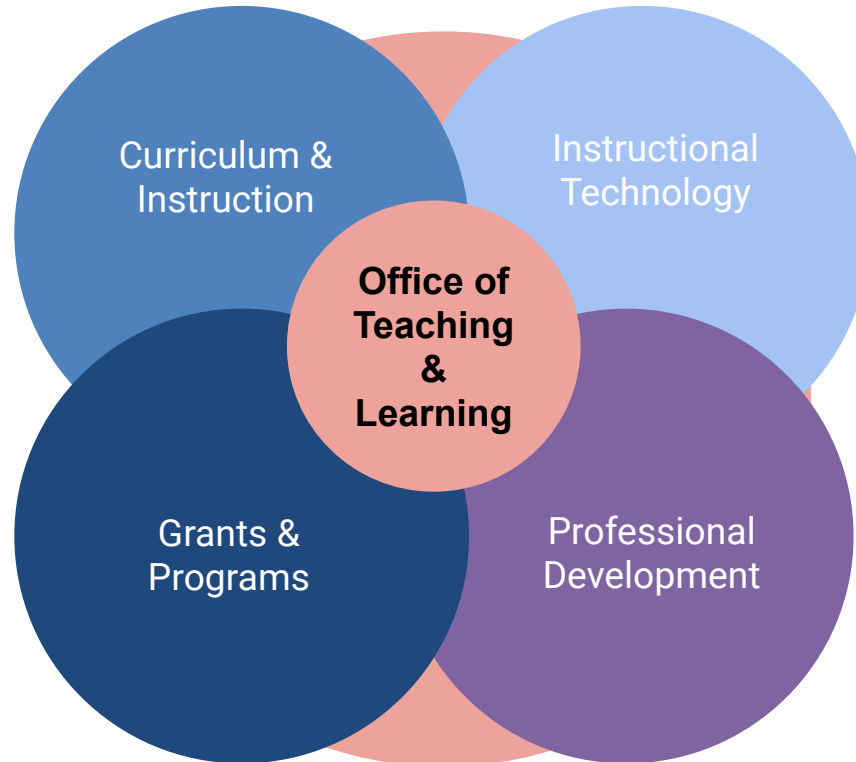 Curriculum &
Instruction
Instructional
Technology
Office of
Teaching
&
Learning
Grants &
Programs
Professional
Development